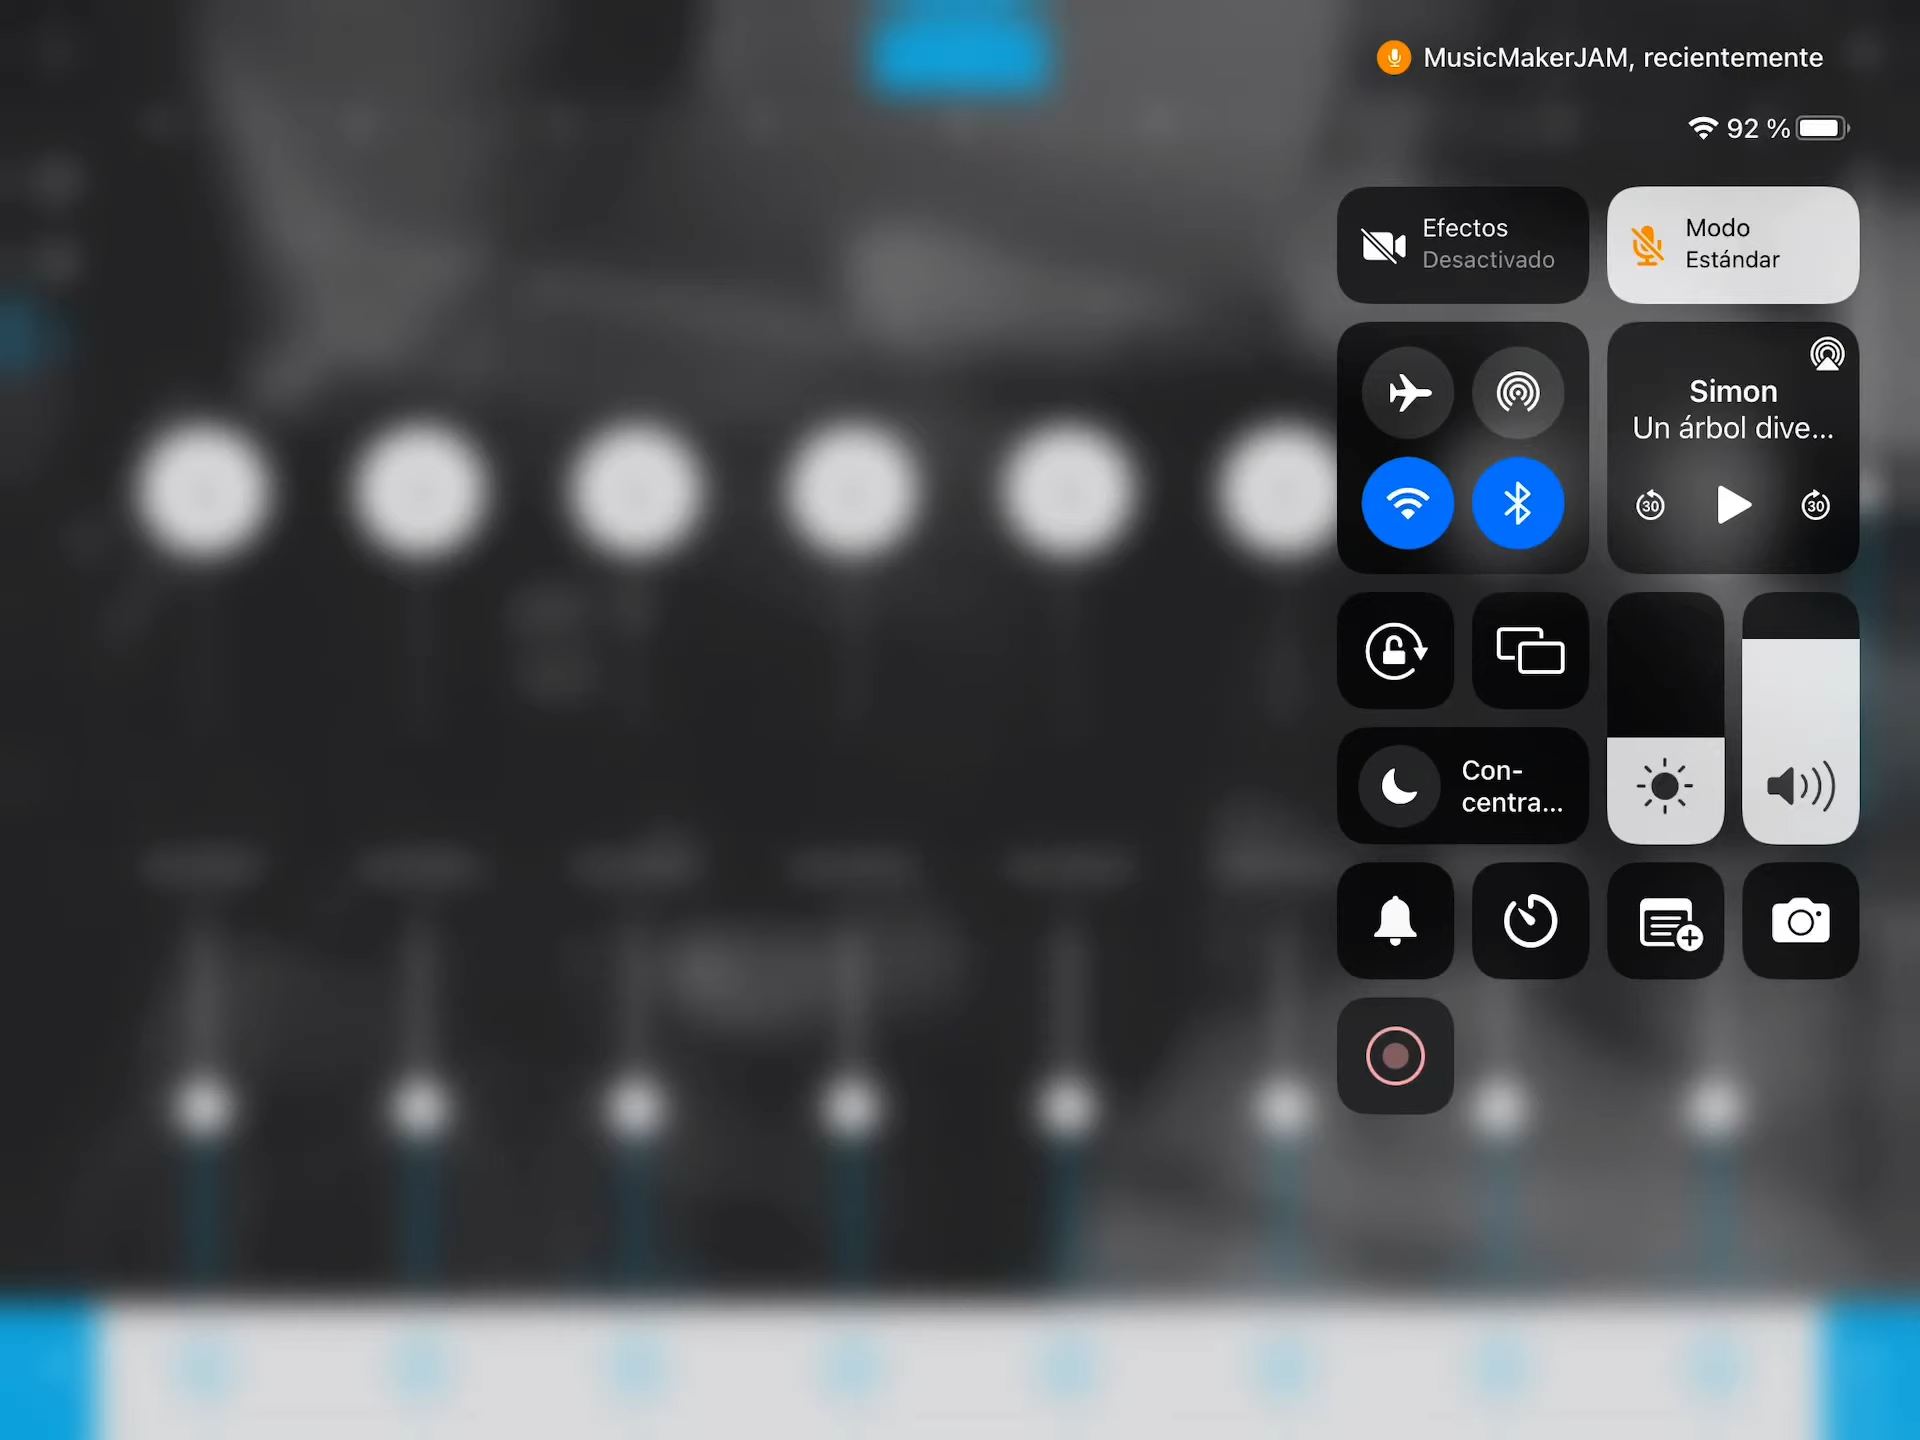 MusicMakerJAM, recientemente
92 %
Efectos
Desactivado
Modo
Estándar
Simon
Un árbol dive...
30
30
Con-
centra...